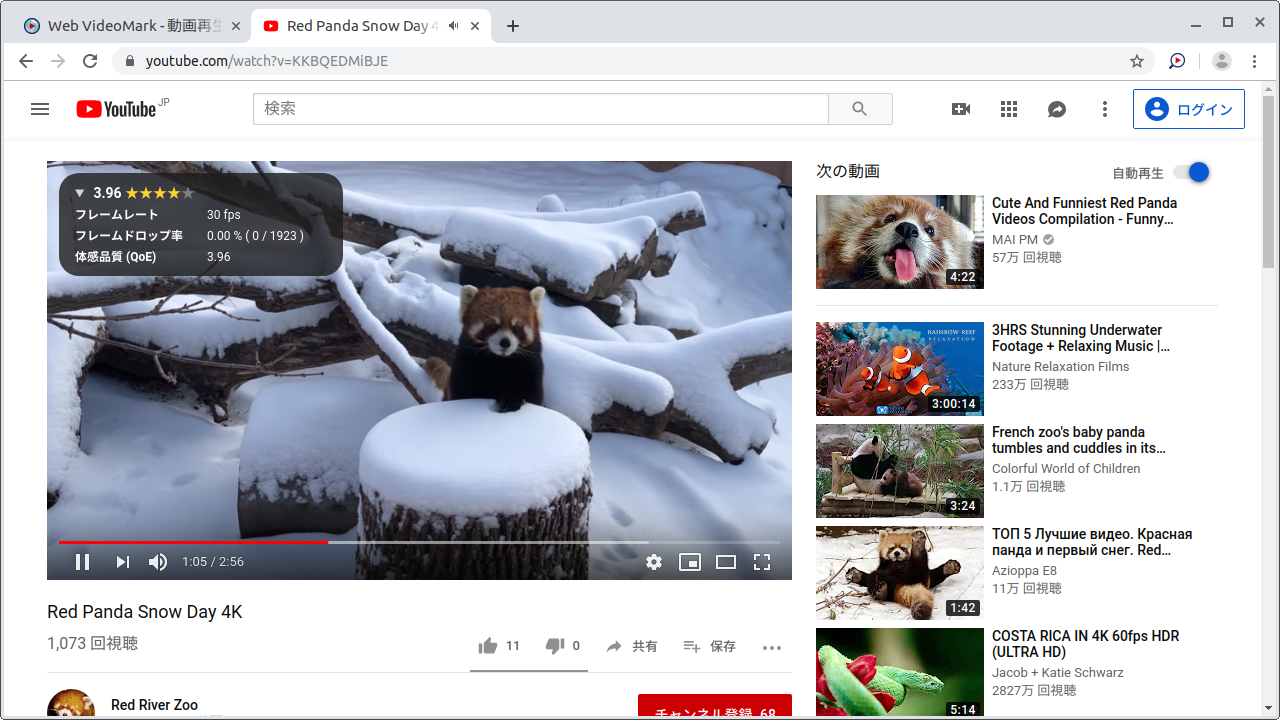 Web VideoMark - 動画再生
Red Panda Snow Day 4
youtube.com/watch?v=KKBQEDMiBJE
YouTube JP
検索
ログイン
3.96 ★★★★★
フレームレート 30 fps
フレームドロップ率 0.00 % ( 0 / 1923 )
体感品質 (QoE) 3.96
1:05 / 2:56
Red Panda Snow Day 4K
1,073 回視聴
11
0
共有
保存
Red River Zoo
チャンネル登録 68
次の動画
自動再生
Cute And Funniest Red Panda
Videos Compilation - Funny…
MAI PM
57万 回視聴
4:22
RAINBOW REEF
RELAXATION
3HRS Stunning Underwater
Footage + Relaxing Music |…
Nature Relaxation Films
233万 回視聴
3:00:14
French zoo's baby panda
tumbles and cuddles in its…
Colorful World of Children
1.1万 回視聴
3:24
ТОП 5 Лучшие видео. Красная
панда и первый снег. Red…
Azioppa E8
11万 回視聴
1:42
COSTA RICA IN 4K 60fps HDR
(ULTRA HD)
Jacob + Katie Schwarz
2827万 回視聴
5:14